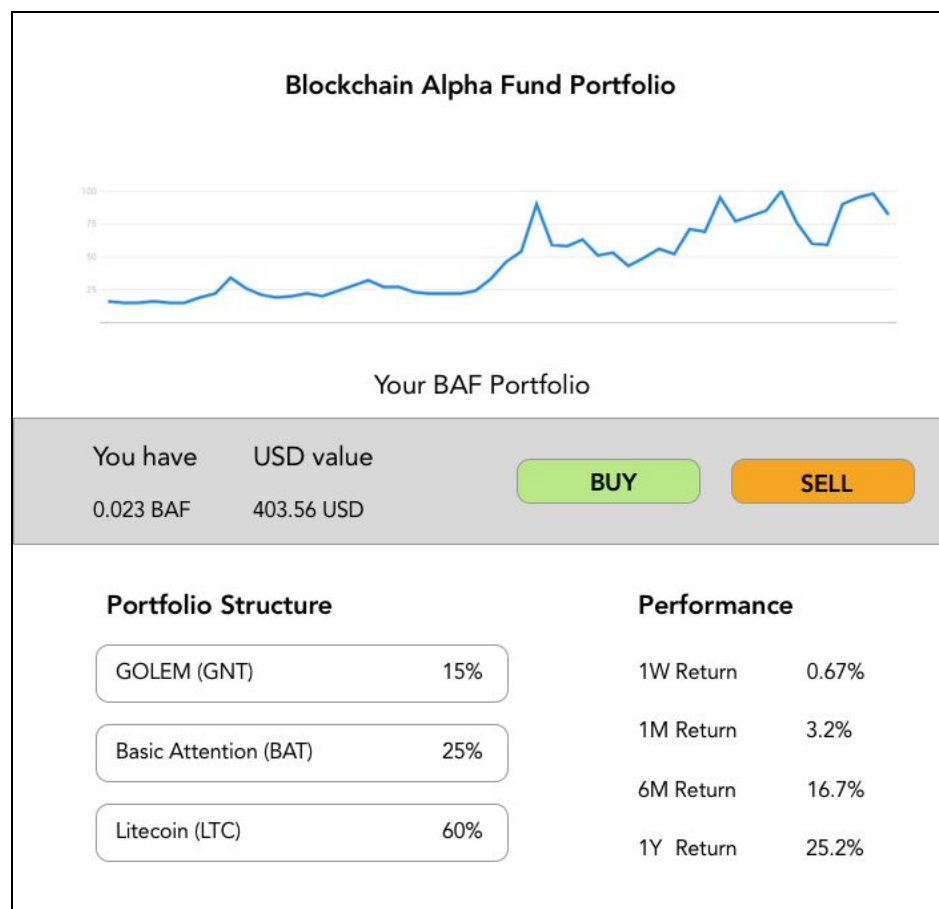 Blockchain Alpha Fund Portfolio
100
75
50
25
Your BAF Portfolio
You have USD value
BUY SELL
0.023 BAF 403.56 USD
Portfolio Structure Performance
GOLEM (GNT) 15% 1W Return 0.67%
Basic Attention (BAT) 25% 1M Return 3.2%
6M Return 16.7%
Litecoin (LTC) 60% 1Y Return 25.2%